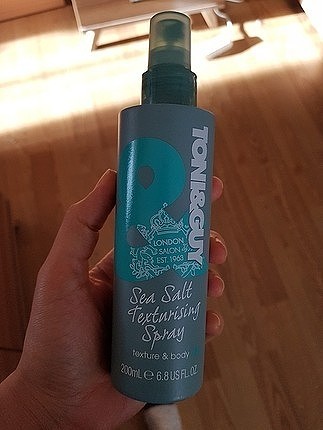 TONI&GUY
&
LONDON
SALON
EST. 1963
Sea Salt
Texturising
Spray
texture & body
200mL e 6.8 US FL. OZ